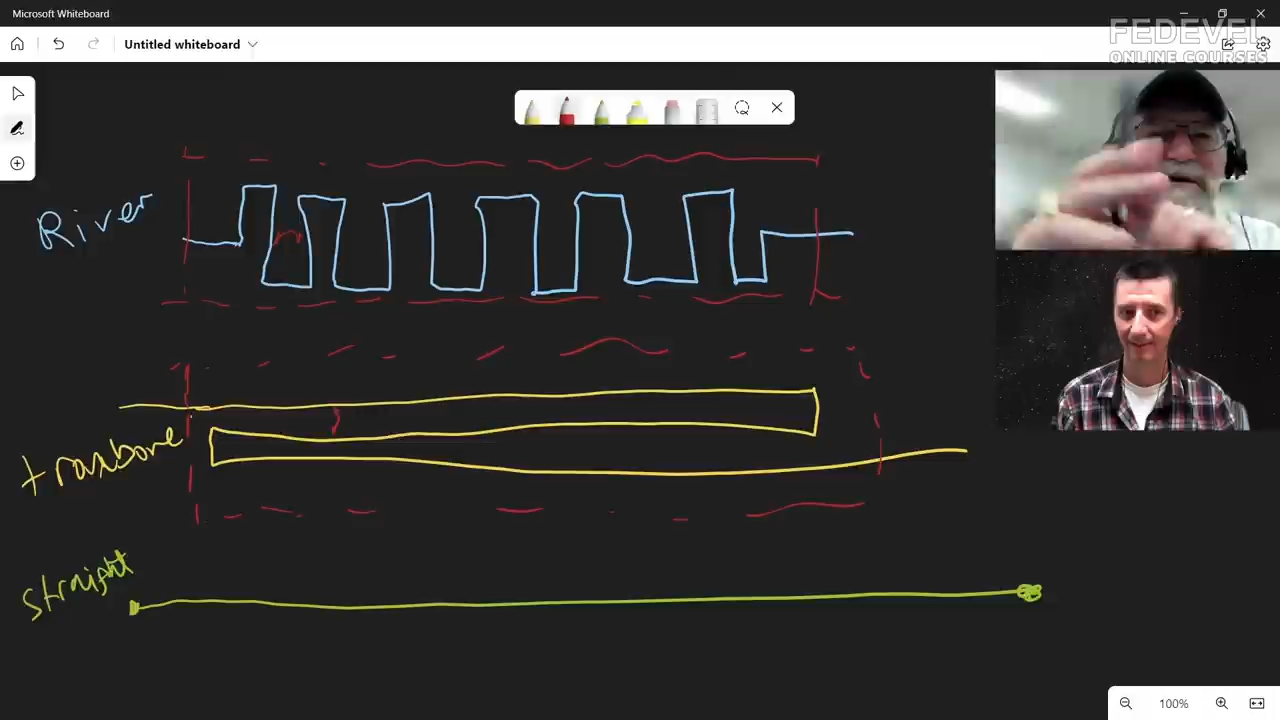 Microsoft Whiteboard
Untitled whiteboard
FEDEVEL
ONLINE COURSES
River
trombone
straight
100%